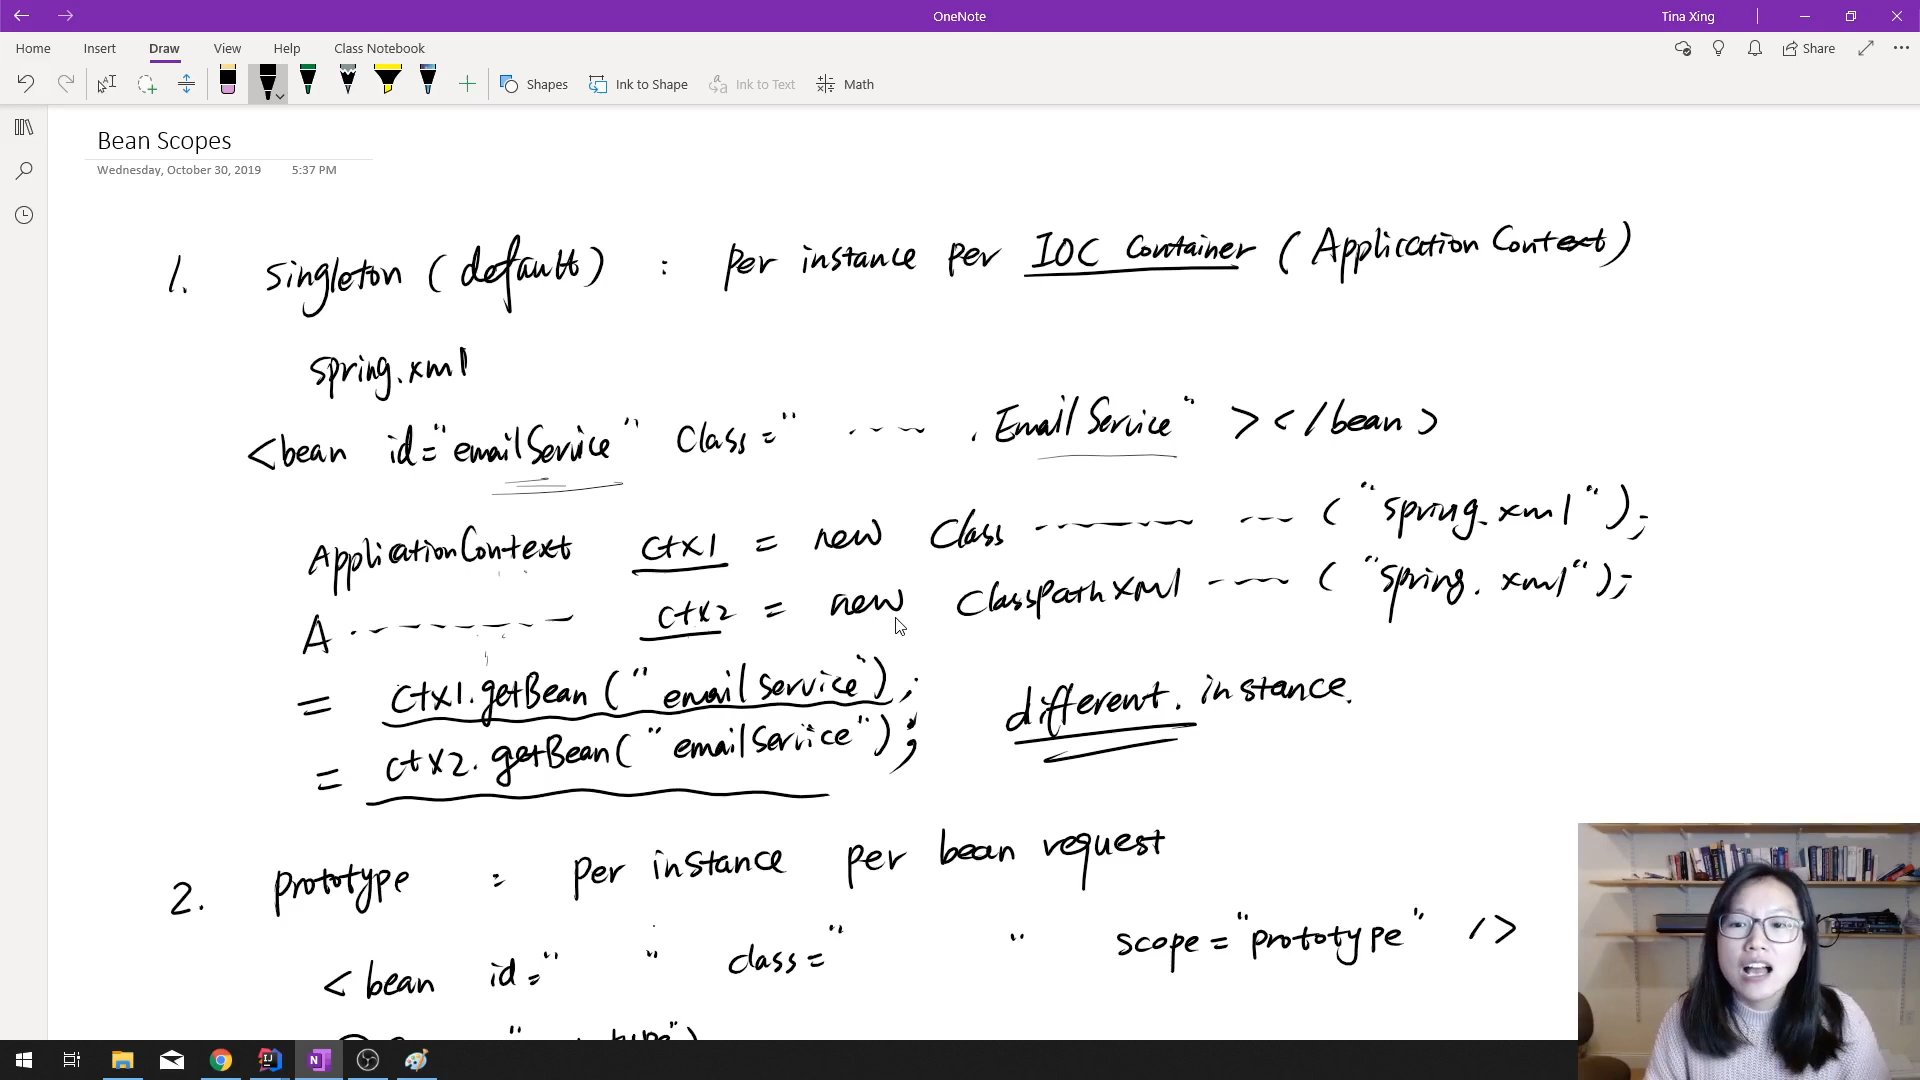 OneNote
Tina Xing
Home Insert Draw View Help Class Notebook
Share
Shapes Ink to Shape Ink to Text Math
Bean Scopes
Wednesday, October 30, 2019 5:37 PM
1. singleton (default) : per instance per IOC Container (Application Context)
spring.xml
<bean id="emailService" class=" ---- .EmailService" ></bean>
ApplicationContext ctx1 = new Class -------- --- ("spring.xml");
A --------- ctx2 = new ClassPathXml ---- ("spring.xml");
= ctx1.getBean("emailService");
different. instance.
= ctx2.getBean("emailService");
2. prototype : per instance per bean request
<bean id=" " class=" " scope="prototype" />